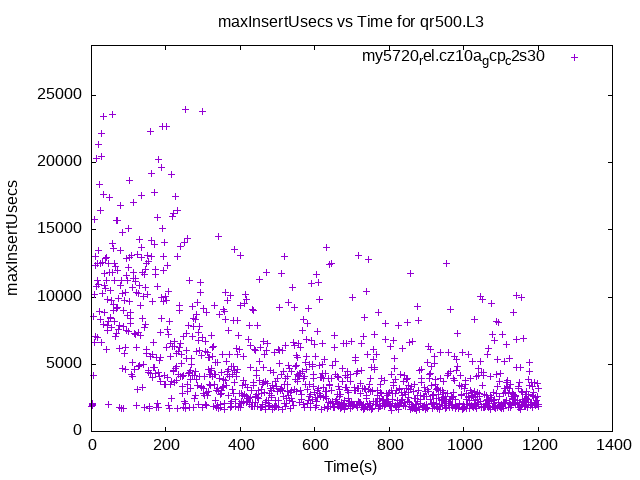 maxInsertUsecs vs Time for qr500.L3
my5720rel.cz10agcpc2s30
25000
20000
15000
10000
5000
0
maxInsertUsecs
0 200 400 600 800 1000 1200 1400
Time(s)